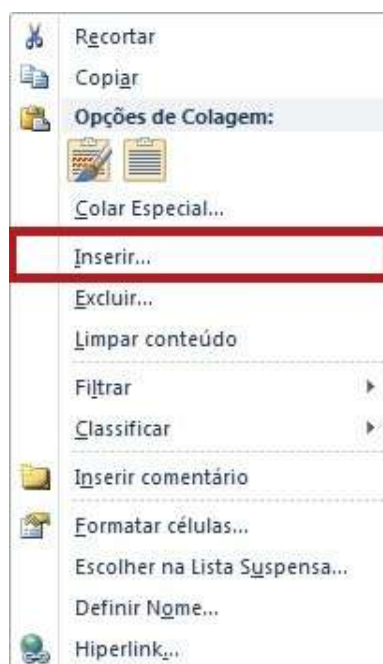 Recortar
Copiar
Opções de Colagem:
Colar Especial...
Inserir...
Excluir...
Limpar conteúdo
Filtrar
Classificar
Inserir comentário
Formatar células...
Escolher na Lista Suspensa...
Definir Nome...
Hiperlink...